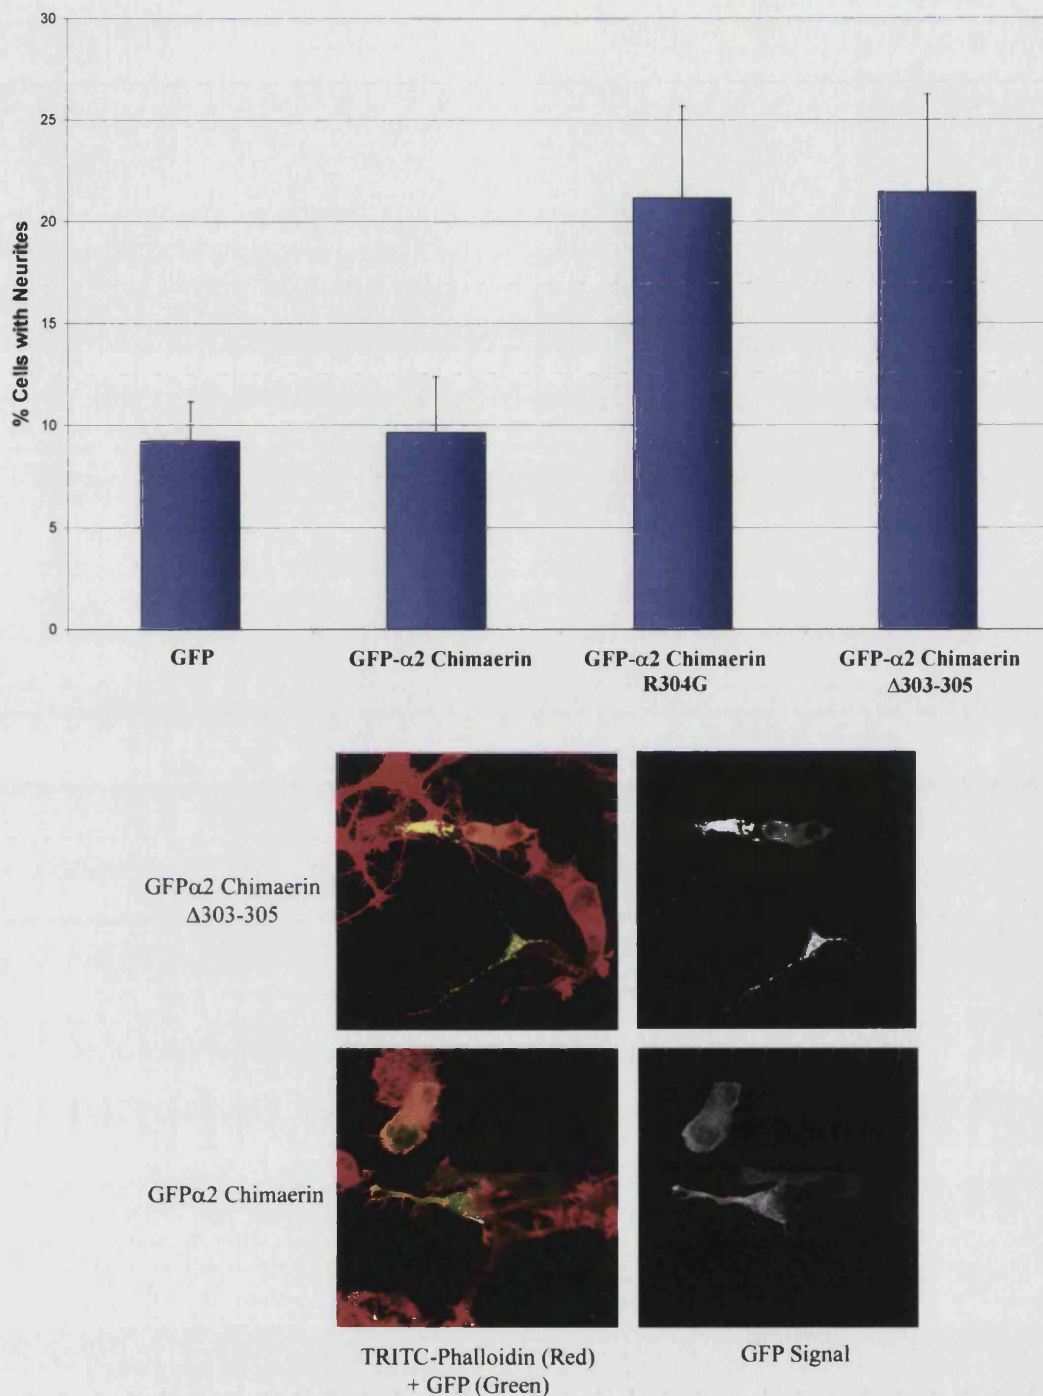 30
25
20
15
10
5
0
% Cells with Neurites
GFP
GFP-α2 Chimaerin
GFP-α2 Chimaerin
R304G
GFP-α2 Chimaerin
Δ303-305
GFPα2 Chimaerin
Δ303-305
GFPα2 Chimaerin
TRITC-Phalloidin (Red)
+ GFP (Green)
GFP Signal